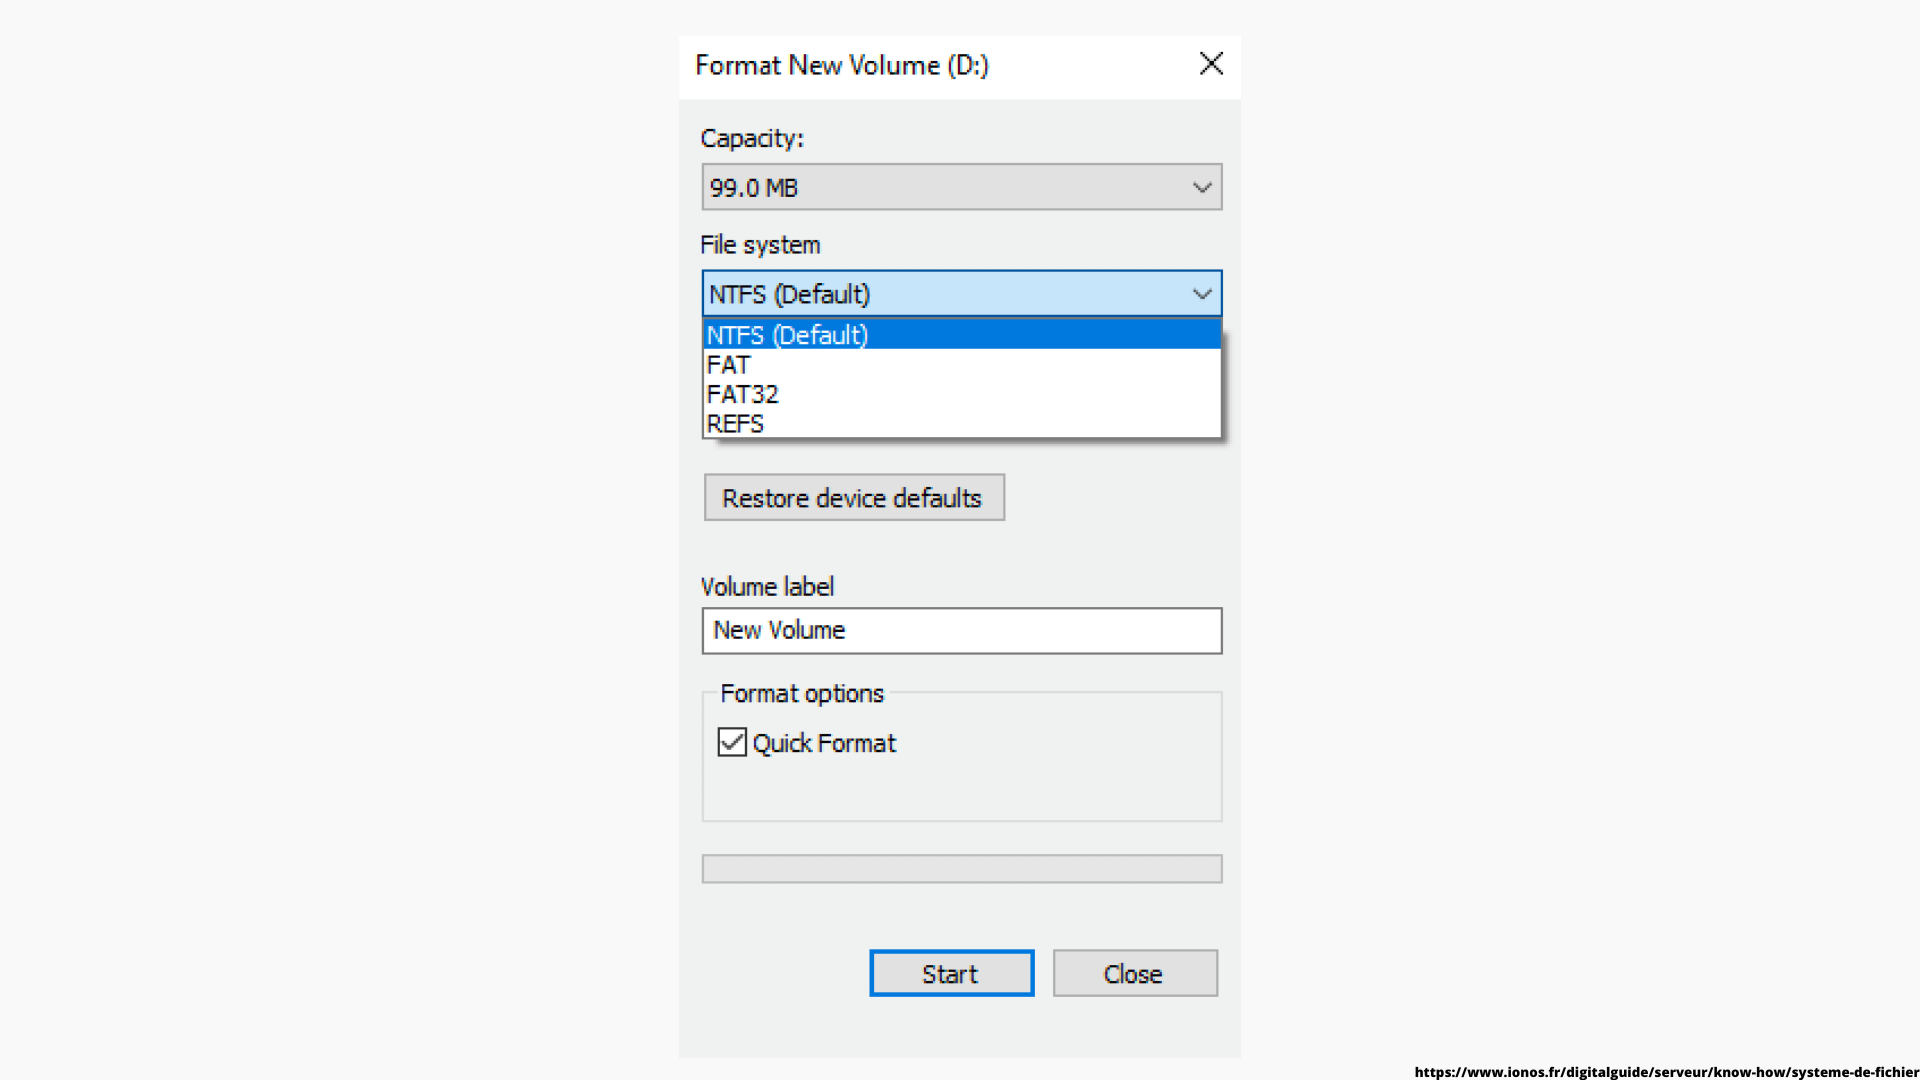 Format New Volume (D:)
Capacity:
99.0 MB
File system
NTFS (Default)
NTFS (Default)
FAT
FAT32
REFS
Restore device defaults
Volume label
New Volume
Format options
Quick Format
Start Close
https://www.ionos.fr/digitalguide/serveur/know-how/systeme-de-fichier